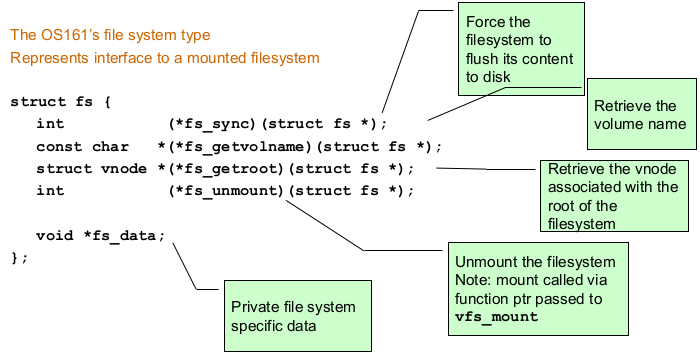 The OS161's file system type
Represents interface to a mounted filesystem
struct fs {
int (*fs_sync)(struct fs *);
const char *(*fs_getvolname)(struct fs *);
struct vnode *(*fs_getroot)(struct fs *);
int (*fs_unmount)(struct fs *);
void *fs_data;
};
Force the
filesystem to
flush its content
to disk
Retrieve the
volume name
Retrieve the vnode
associated with the
root of the
filesystem
Unmount the filesystem
Note: mount called via
function ptr passed to
vfs_mount
Private file system
specific data